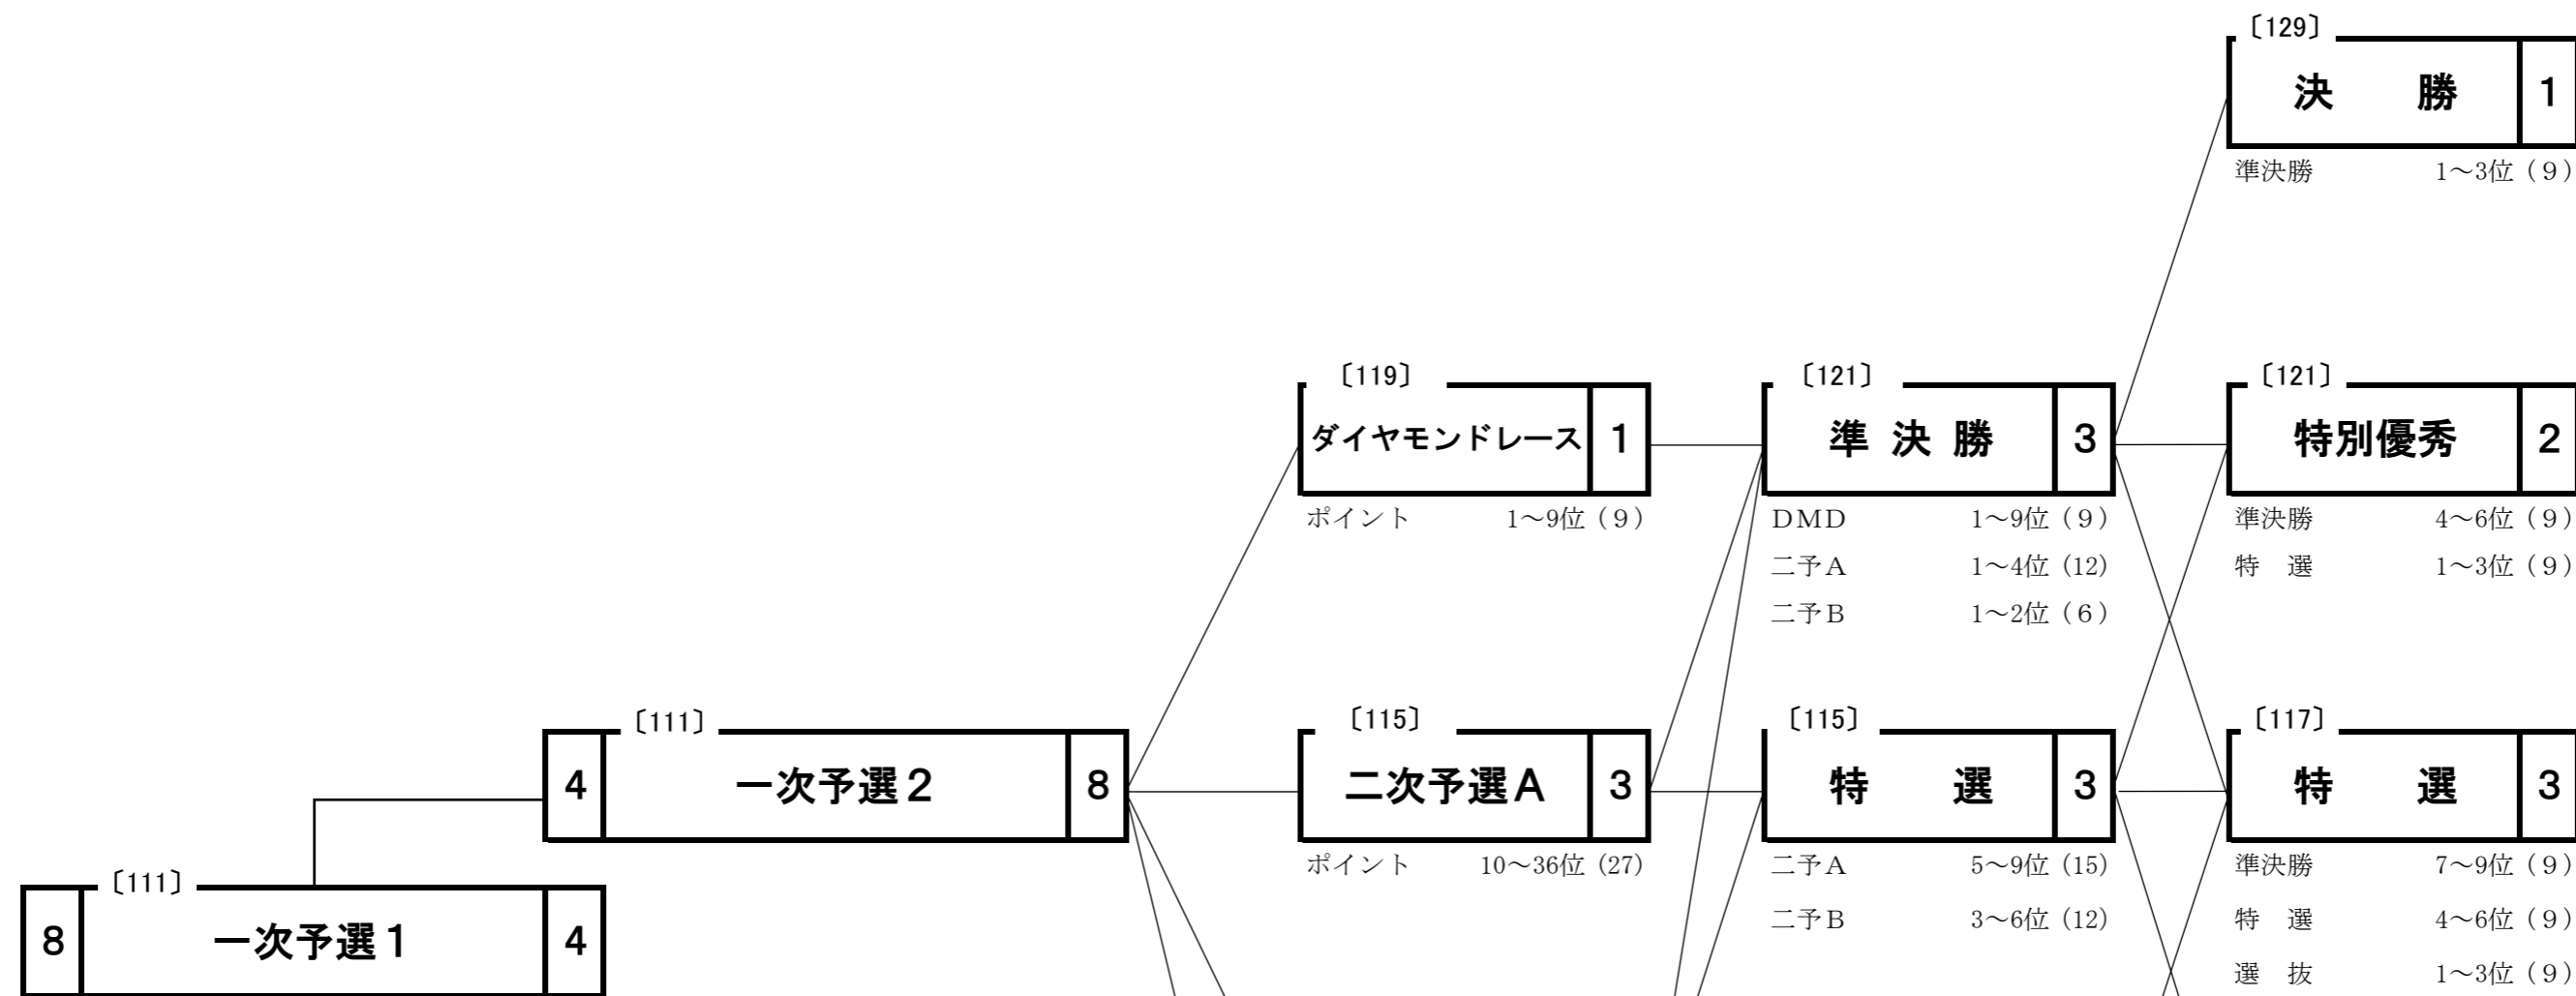 〔129〕
決 勝 1
準決勝 1～3位（９）
〔119〕 〔121〕 〔121〕
ダイヤモンドレース 1 準 決 勝 3 特別優秀 2
ポイント 1～9位（９） ＤＭＤ 1～9位（９） 準決勝 4～6位（９）
二予Ａ 1～4位（12） 特 選 1～3位（９）
二予Ｂ 1～2位（６）
〔111〕 〔115〕 〔115〕 〔117〕
4 一次予選２ 8 二次予選Ａ 3 特 選 3 特 選 3
ポイント 10～36位（27） 二予Ａ 5～9位（15） 準決勝 7～9位（９）
〔111〕
二予Ｂ 3～6位（12） 特 選 4～6位（９）
8 一次予選１ 4
選 抜 1～3位（９）